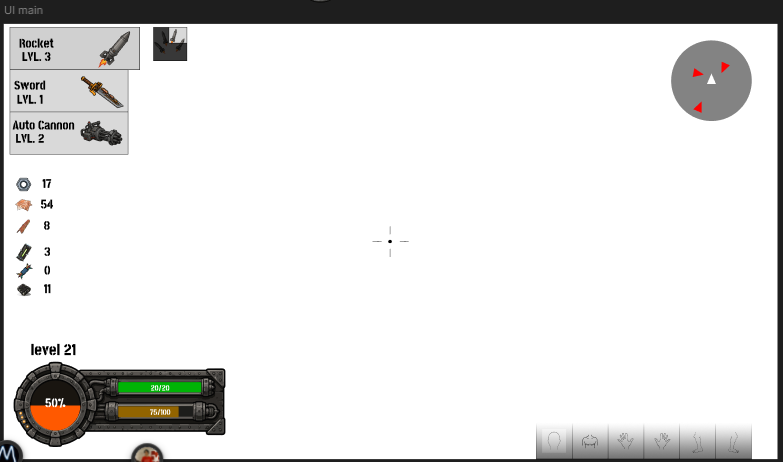 UI main
Rocket
LVL. 3
Sword
LVL. 1
Auto Cannon
LVL. 2
17
54
8
3
0
11
level 21
50%
20/20
75/100
M